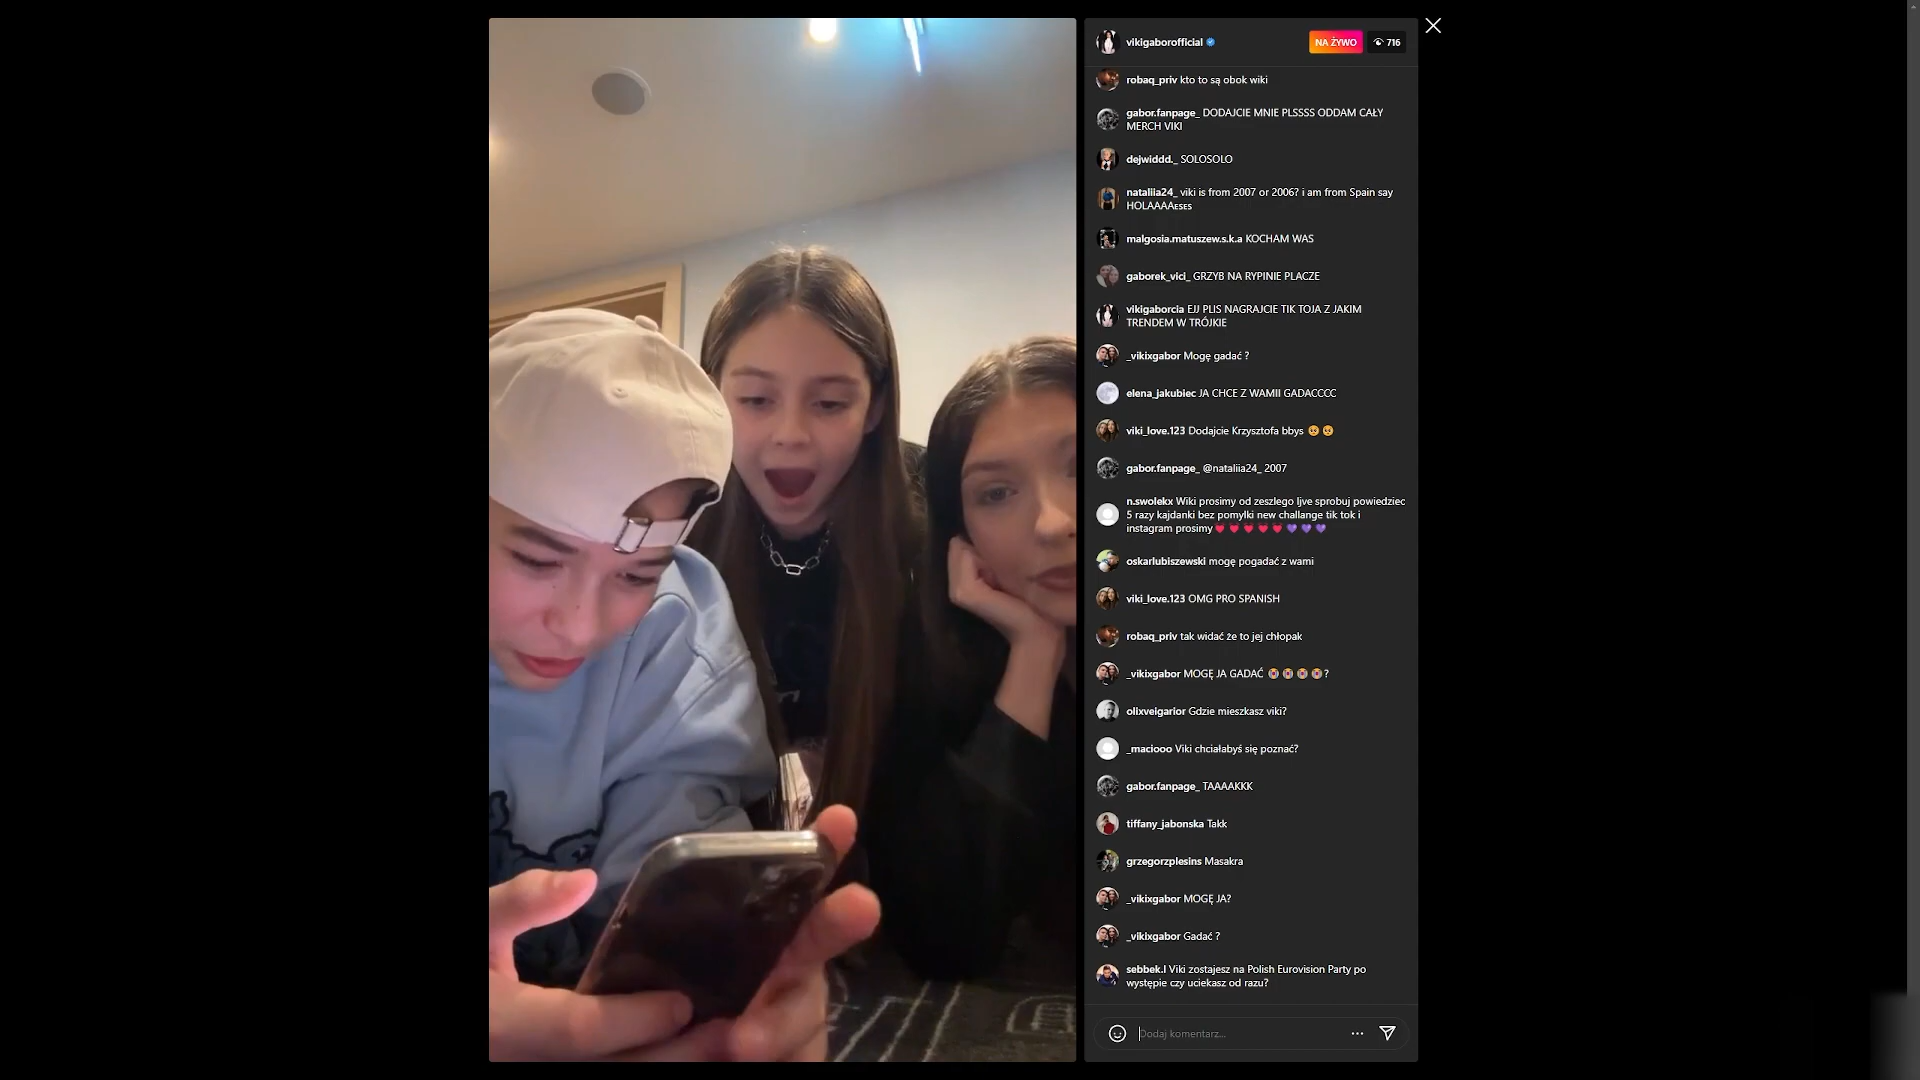 vikigaborofficial
NA ŻYWO
716
robaq_priv kto to są obok wiki
gabor.fanpage_ DODAJCIE MNIE PLSSSS ODDAM CAŁY
MERCH VIKI
dejwiddd._ SOLOSOLO
nataliia24_ viki is from 2007 or 2006? i am from Spain say
HOLAAAAᴇsᴇs
malgosia.matuszew.s.k.a KOCHAM WAS
gaborek_vici_ GRZYB NA RYPINIE PLACZE
vikigaborcia EJJ PLIS NAGRAJCIE TIK TOJA Z JAKIM
TRENDEM W TRÓJKIE
_vikixgabor Mogę gadać ?
elena_jakubiec JA CHCE Z WAMII GADACCCC
viki_love.123 Dodajcie Krzysztofa bbys 🥺 🥺
gabor.fanpage_ @nataliia24_ 2007
n.swolekx Wiki prosimy od zeszlego ljve sprobuj powiedziec
5 razy kajdanki bez pomylki new challange tik tok i
instagram prosimy❤️ ❤️ ❤️ ❤️ ❤️ 💜 💜 💜
oskarlubiszewski mogę pogadać z wami
viki_love.123 OMG PRO SPANISH
robaq_priv tak widać że to jej chłopak
_vikixgabor MOGĘ JA GADAĆ 😭 😭 😭 😭?
olixveigarior Gdzie mieszkasz viki?
_maciooo Viki chciałabyś się poznać?
gabor.fanpage_ TAAAAKKK
tiffany_jabonska Takk
grzegorzplesins Masakra
_vikixgabor MOGĘ JA?
_vikixgabor Gadać ?
sebbek.l Viki zostajesz na Polish Eurovision Party po
występie czy uciekasz od razu?
Dodaj komentarz...